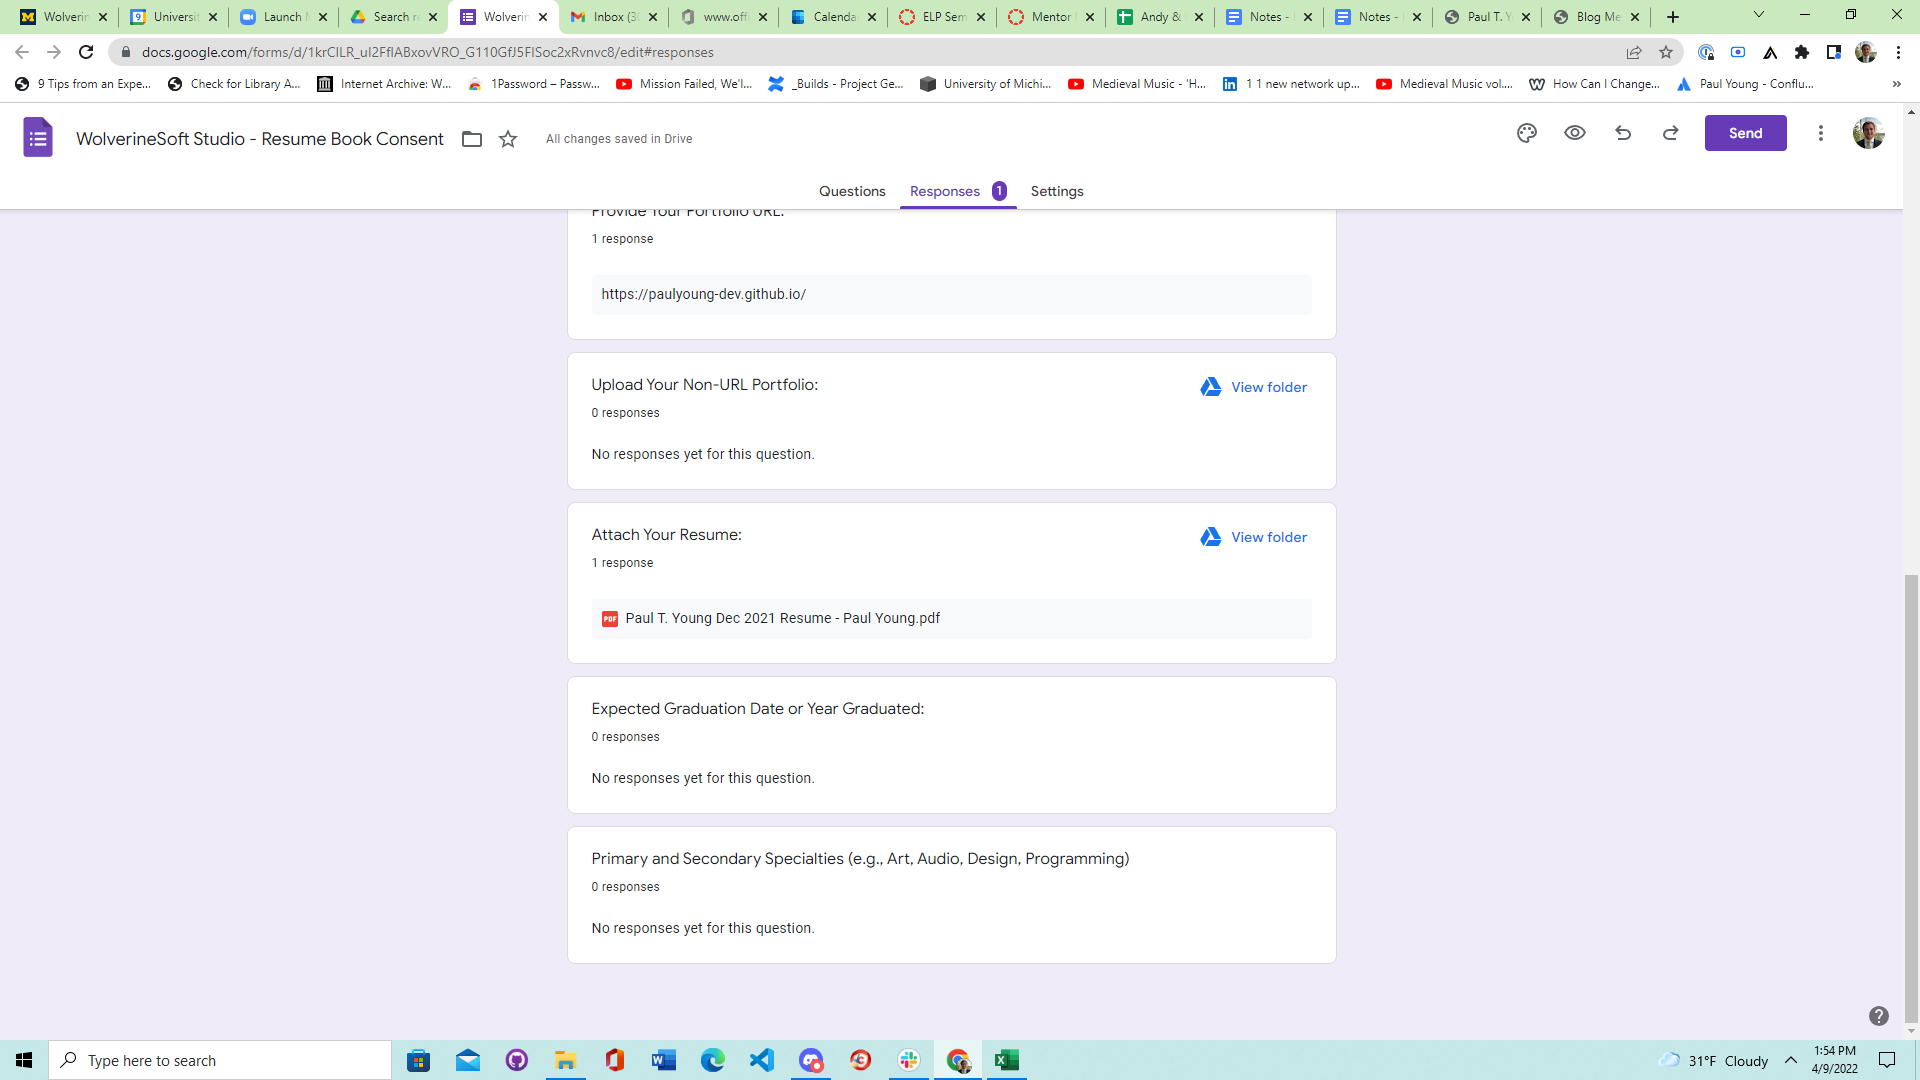 Wolverin
Universit
Launch M
Search re
Wolverin
Inbox (30
www.offi
Calendar
ELP Sem
Mentor
Andy &
Notes -
Notes -
Paul T. Y
Blog Me
docs.google.com/forms/d/1krCILR_uI2FflABxovVRO_G110GfJ5FlSoc2xRvnvc8/edit#responses
9 Tips from an Expe...
Check for Library A...
Internet Archive: W...
1Password – Passw...
Mission Failed, We'l...
_Builds - Project Ge...
University of Michi...
Medieval Music - 'H...
1 1 new network up...
Medieval Music vol....
How Can I Change...
Paul Young - Conflu...
»
WolverineSoft Studio - Resume Book Consent
All changes saved in Drive
Send
Questions
Responses 1
Settings
Provide Your Portfolio URL:
1 response
https://paulyoung-dev.github.io/
Upload Your Non-URL Portfolio:
View folder
0 responses
No responses yet for this question.
Attach Your Resume:
View folder
1 response
PDF Paul T. Young Dec 2021 Resume - Paul Young.pdf
Expected Graduation Date or Year Graduated:
0 responses
No responses yet for this question.
Primary and Secondary Specialties (e.g., Art, Audio, Design, Programming)
0 responses
No responses yet for this question.
Type here to search
31°F Cloudy
1:54 PM
4/9/2022